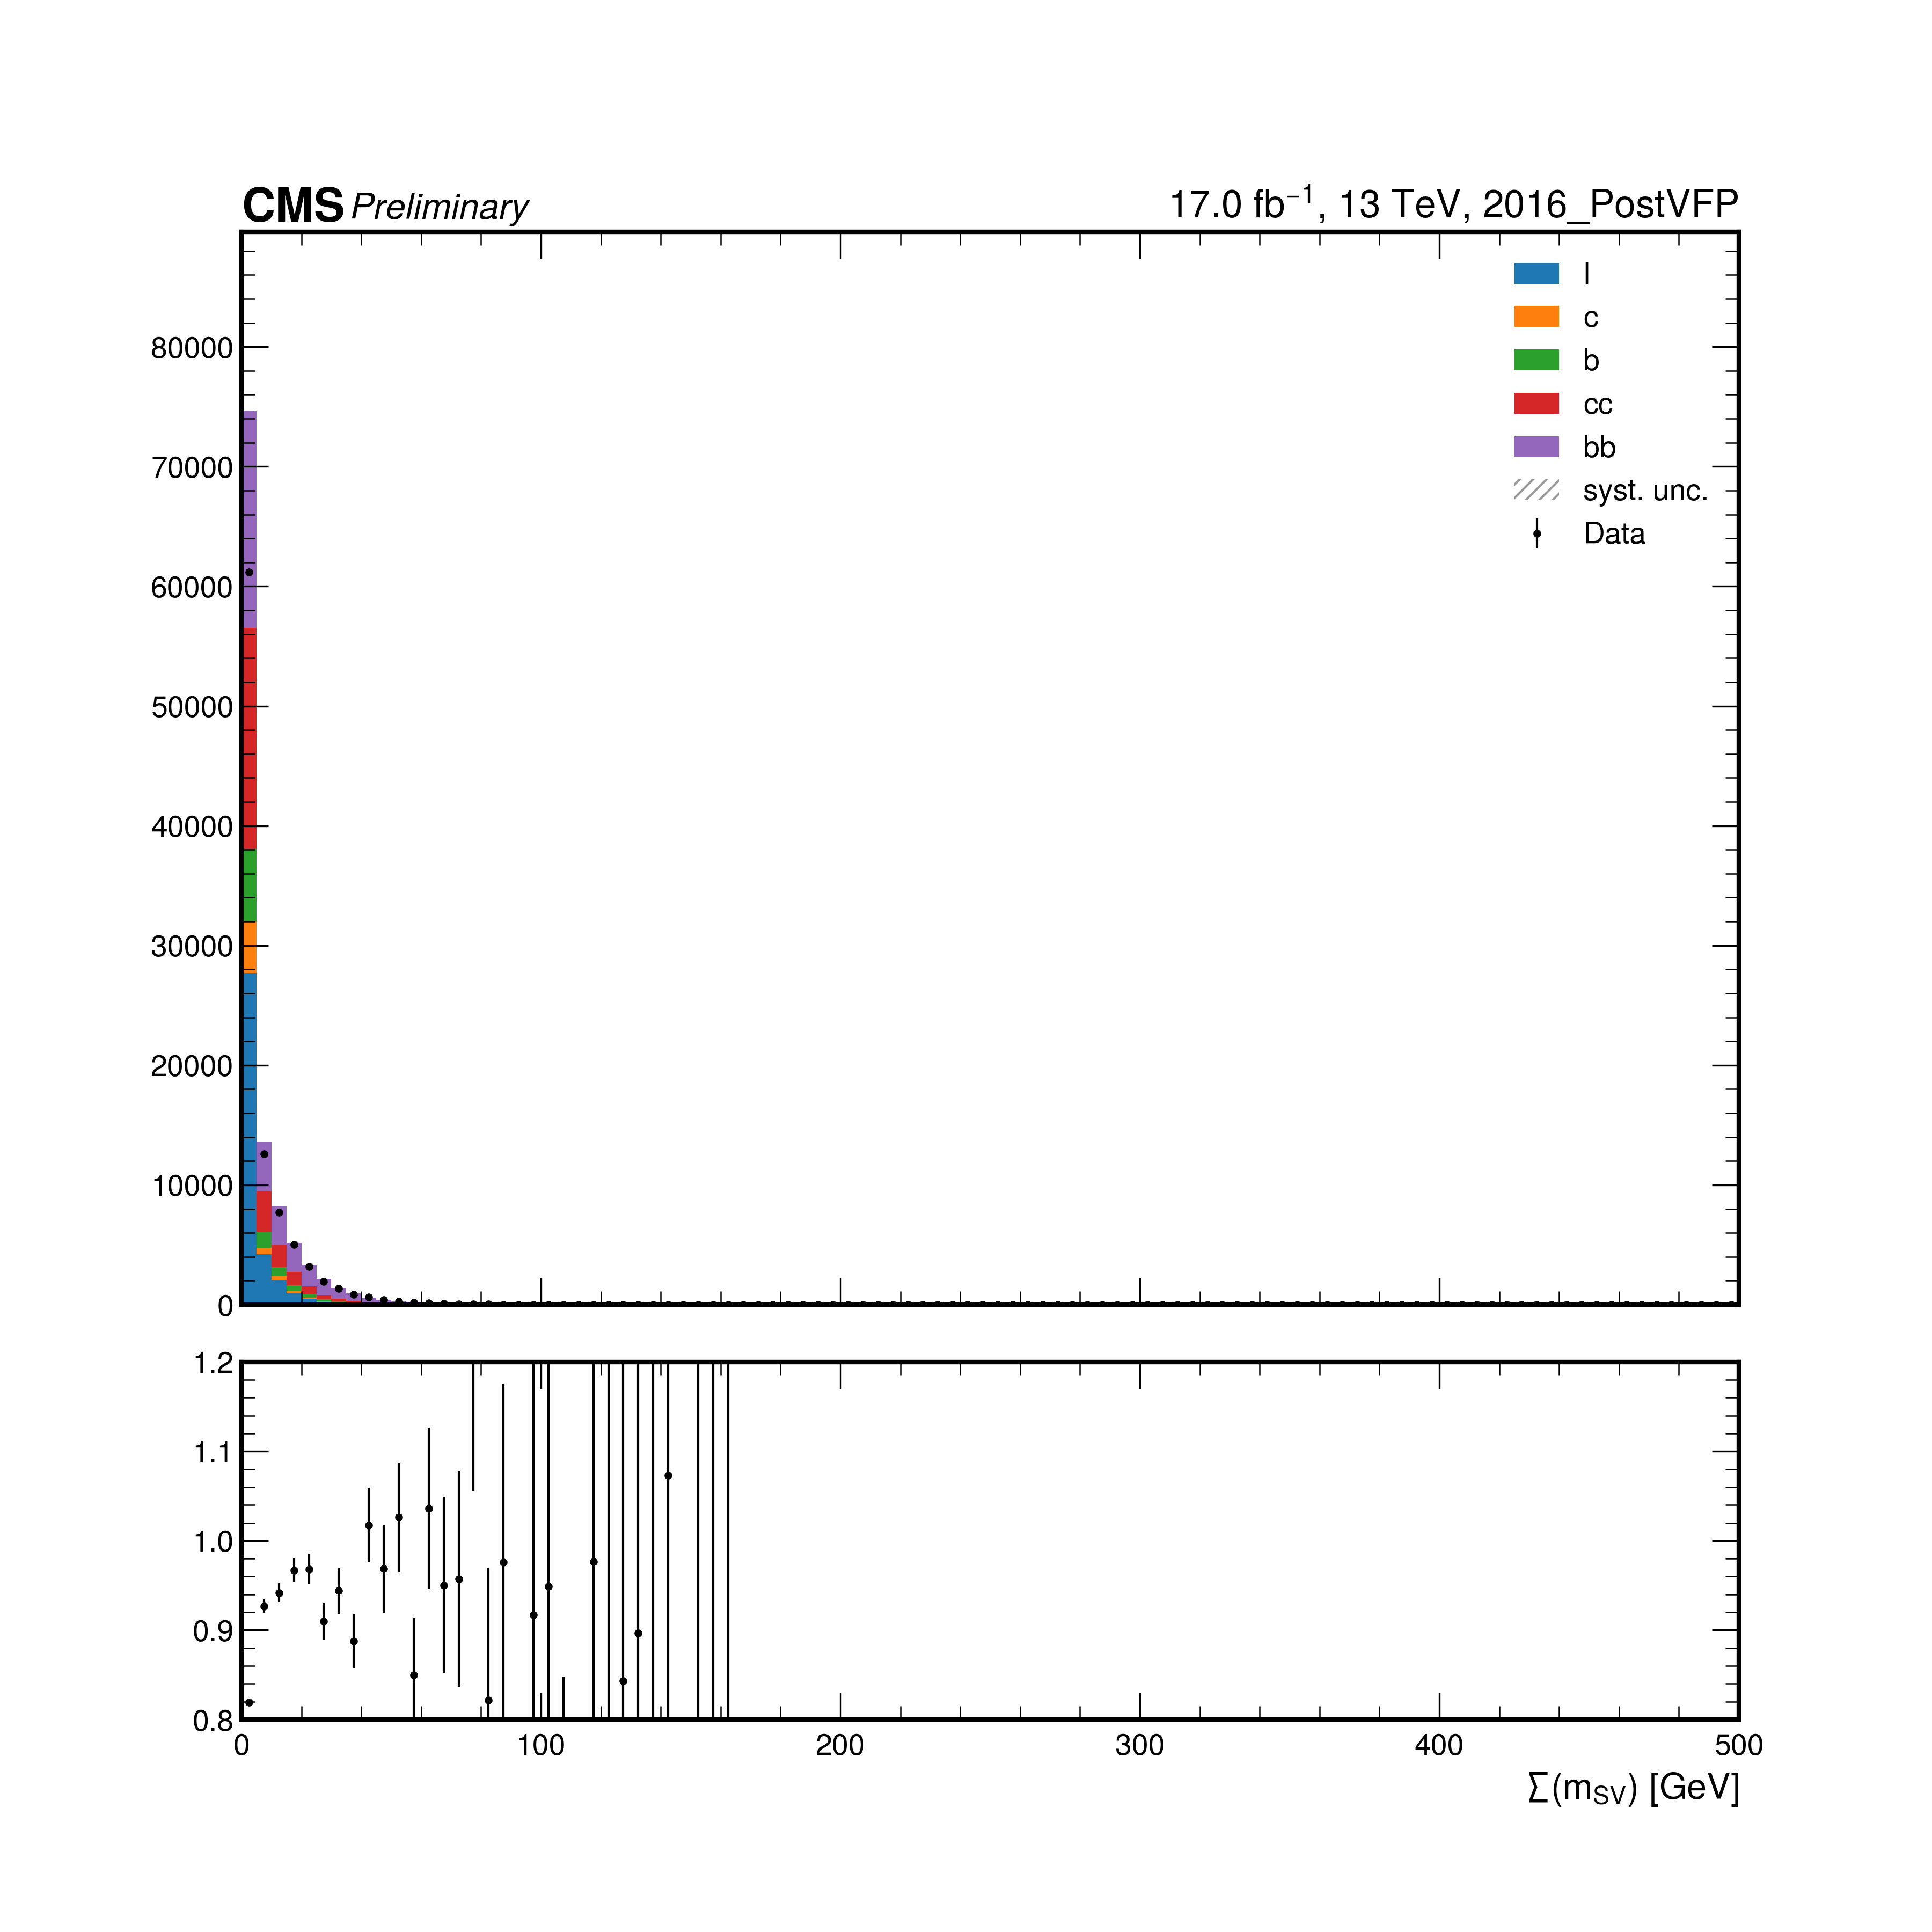 CMS Preliminary
17.0 fb⁻¹, 13 TeV, 2016_PostVFP
l
c
b
cc
bb
syst. unc.
Data
80000
70000
60000
50000
40000
30000
20000
10000
0
1.2
1.1
1.0
0.9
0.8
0 100 200 300 400 500
Σ(mSV) [GeV]